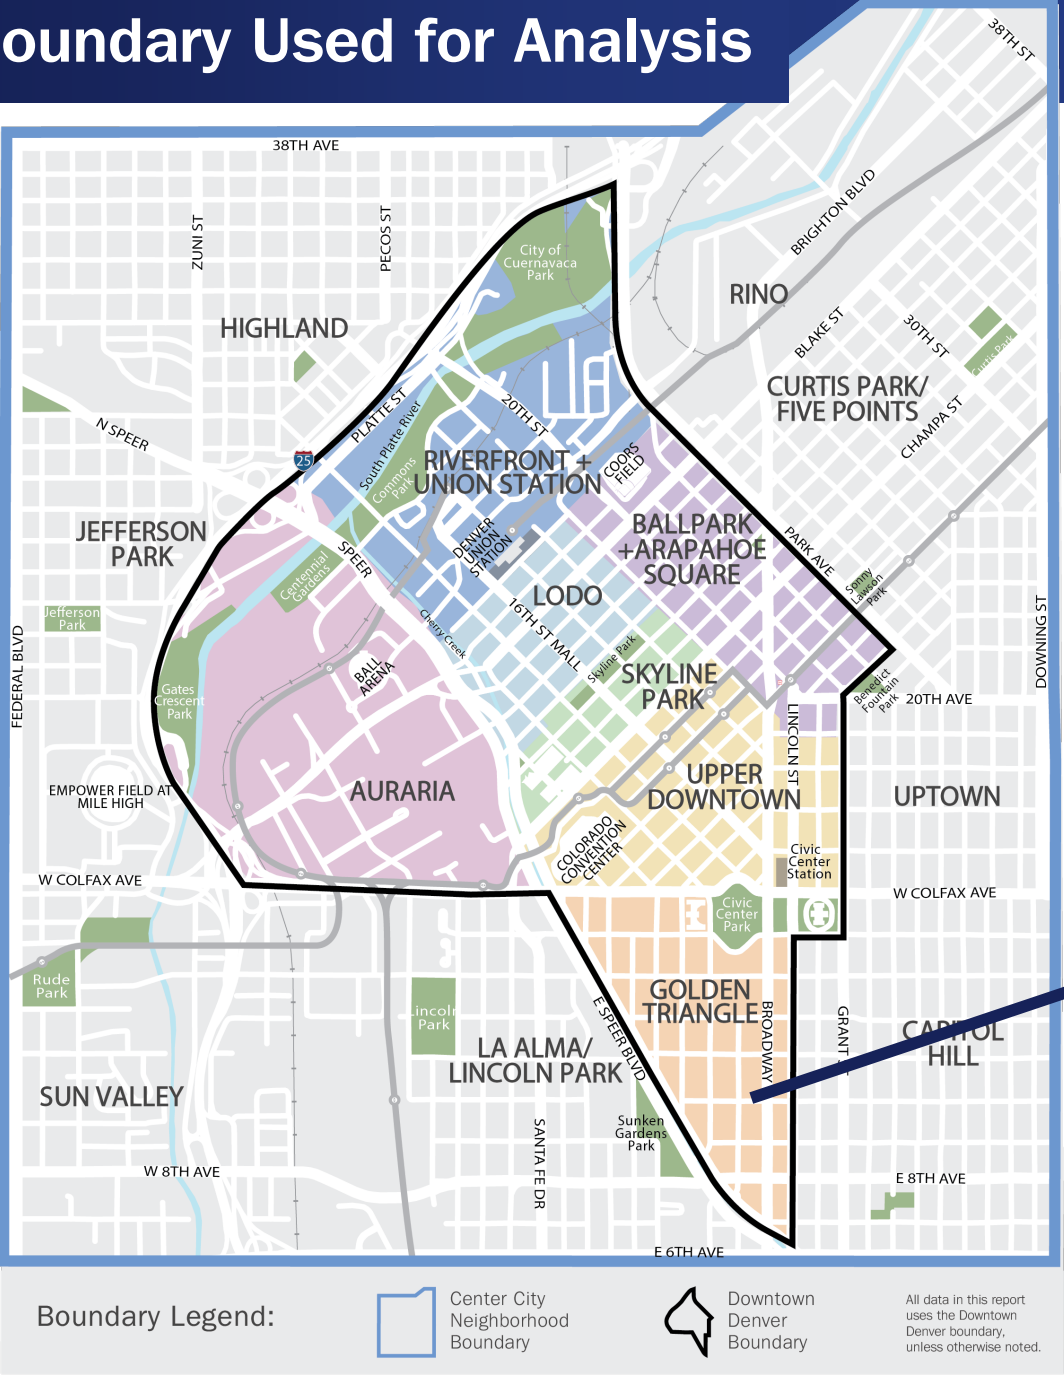 oundary Used for Analysis
38TH ST
38TH AVE
ZUNI ST
PECOS ST
BRIGHTON BLVD
City of
Cuernavaca
Park
RINO
HIGHLAND
BLAKE ST
30TH ST
Curtis Park
CURTIS PARK/
FIVE POINTS
CHAMPA ST
PLATTE ST
20TH ST
N SPEER
South Platte River
25
RIVERFRONT +
UNION STATION
COORS
FIELD
Commons
Park
JEFFERSON
PARK
BALLPARK
+ARAPAHOE
SQUARE
DENVER
UNION
STATION
PARK AVE
SPEER
Centennial
Gardens
Sonny
Lawson
Park
LODO
16TH ST MALL
Jefferson
Park
Cherry Creek
DOWNING ST
FEDERAL BLVD
Skyline Park
BALL
ARENA
SKYLINE
PARK
Gates
Crescent
Park
Benedict
Fountain
Park
20TH AVE
LINCOLN ST
EMPOWER FIELD AT
MILE HIGH
AURARIA
UPPER
DOWNTOWN
UPTOWN
COLORADO
CONVENTION
CENTER
Civic
Center
Station
W COLFAX AVE
W COLFAX AVE
Civic
Center
Park
Rude
Park
Lincoln
Park
GOLDEN
TRIANGLE
BROADWAY
GRANT
E SPEER BLVD
CAPITOL
HILL
LA ALMA/
LINCOLN PARK
SUN VALLEY
Sunken
Gardens
Park
SANTA FE DR
W 8TH AVE
E 8TH AVE
E 6TH AVE
Boundary Legend:
Center City
Neighborhood
Boundary
Downtown
Denver
Boundary
All data in this report
uses the Downtown
Denver boundary,
unless otherwise noted.